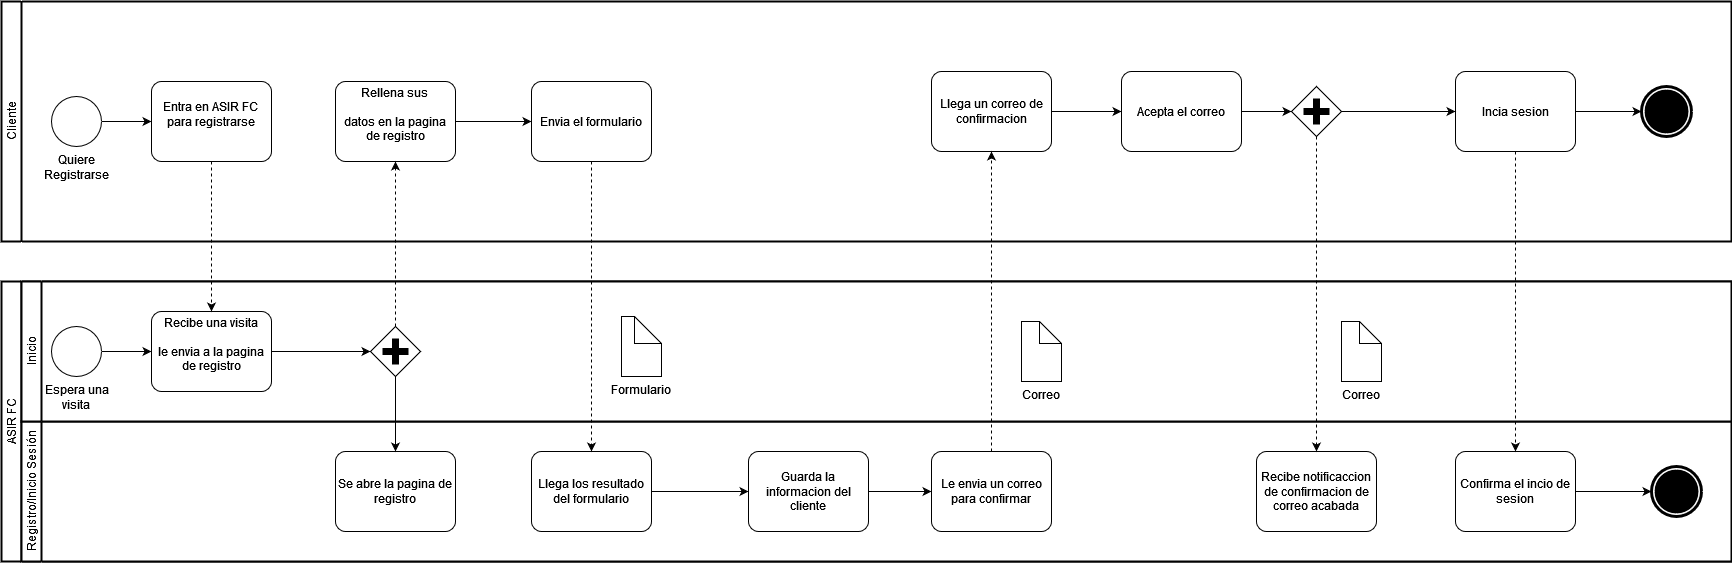 Cliente
Quiere
Registrarse
Entra en ASIR FC
para registrarse
Rellena sus
datos en la pagina
de registro
Envia el formulario
Llega un correo de
confirmacion
Acepta el correo
Incia sesion
ASIR FC
Inicio
Espera una
visita
Recibe una visita
le envia a la pagina
de registro
Formulario
Correo
Correo
Registro/Inicio Sesión
Se abre la pagina de
registro
Llega los resultado
del formulario
Guarda la
informacion del
cliente
Le envia un correo
para confirmar
Recibe notificaccion
de confirmacion de
correo acabada
Confirma el incio de
sesion